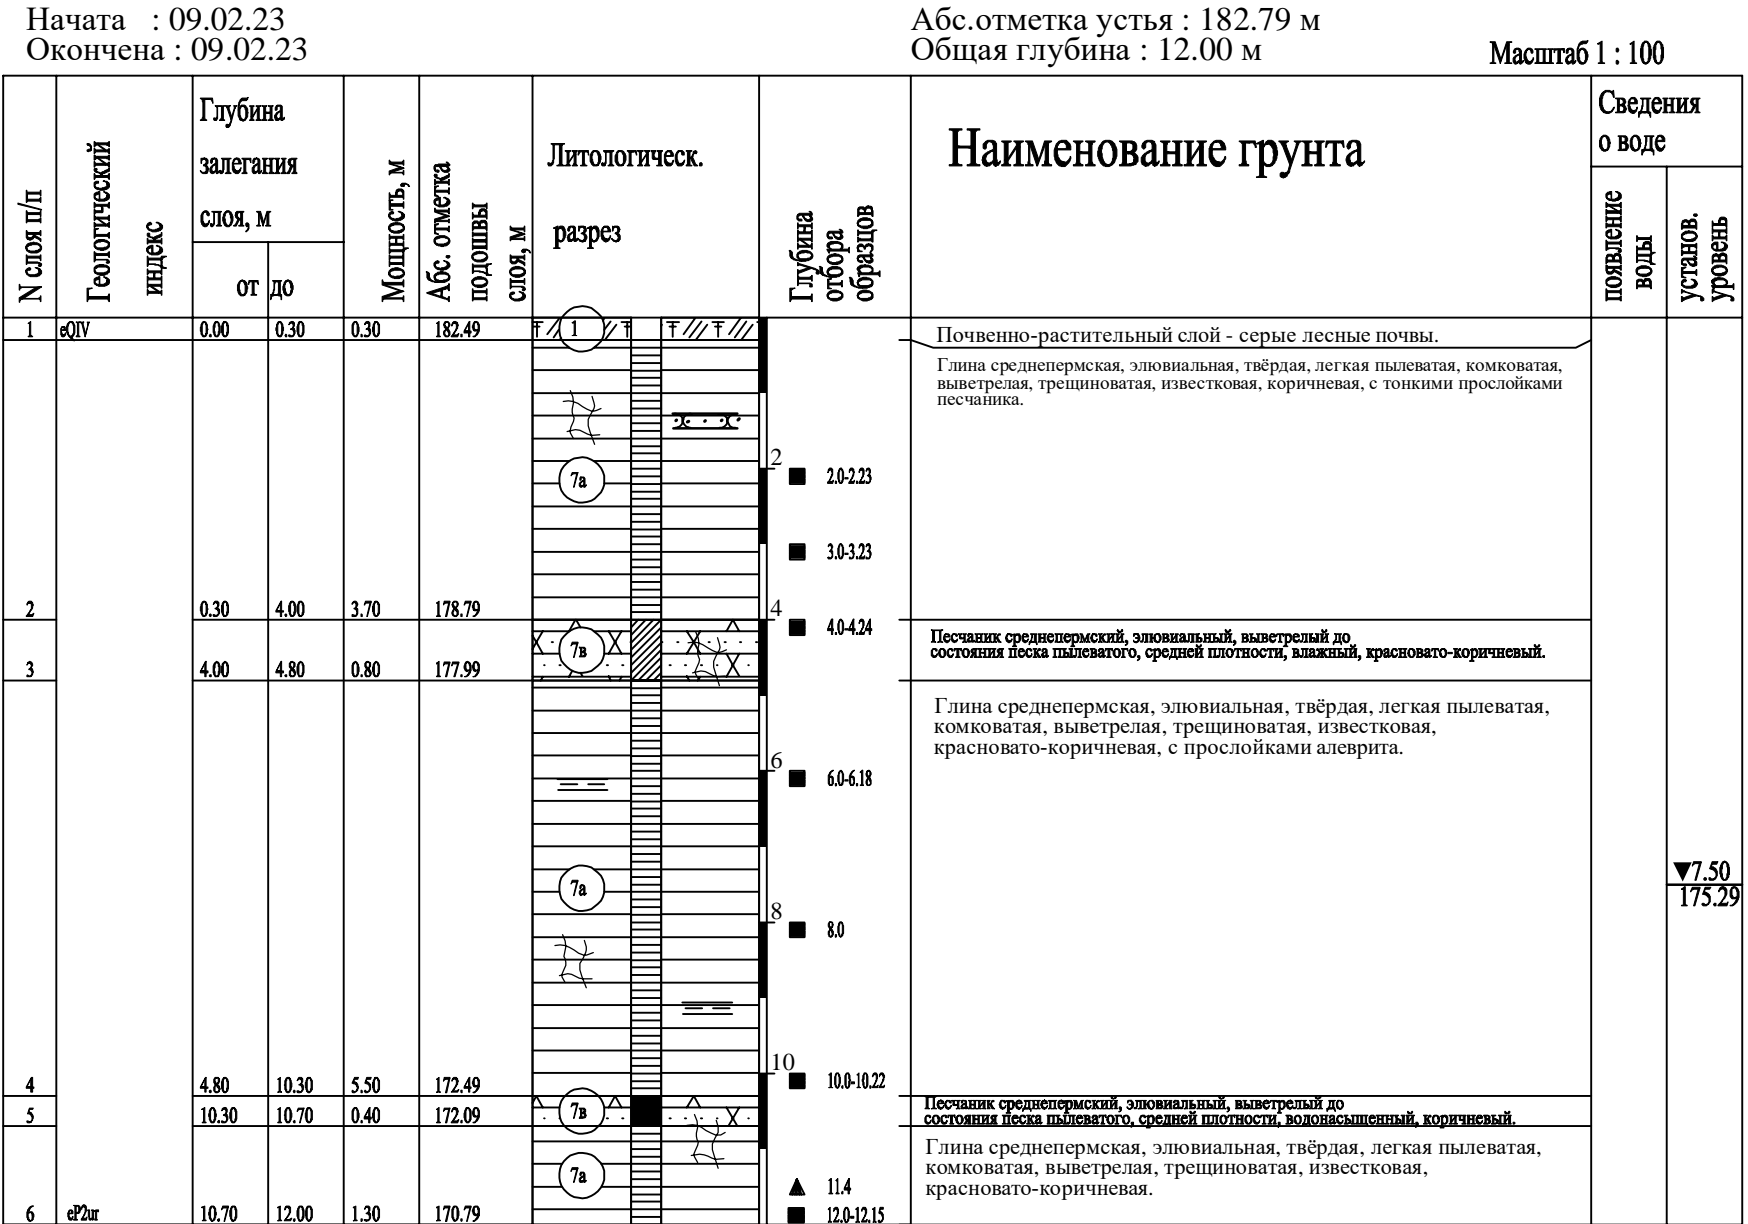 Начата : 09.02.23
Окончена : 09.02.23
Абс.отметка устья : 182.79 м
Общая глубина : 12.00 м
Масштаб 1 : 100
N слоя п/п
Геологический
индекс
Глубина
залегания
слоя, м
от до
Мощность, м
Абс. отметка
подошвы
слоя, м
Литологическ.
разрез
Глубина
отбора
образцов
Наименование грунта
Сведения
о воде
появление
воды
установ.
уровень
1 eQIV 0.00 0.30 0.30 182.49 1
Почвенно-растительный слой - серые лесные почвы.
Глина среднепермская, элювиальная, твёрдая, легкая пылеватая, комковатая,
выветрелая, трещиноватая, известковая, коричневая, с тонкими прослойками
песчаника.
2
7а 2.0-2.23
3.0-3.23
2 0.30 4.00 3.70 178.79 4
4.0-4.24
7в
Песчаник среднепермский, элювиальный, выветрелый до
состояния песка пылеватого, средней плотности, влажный, красновато-коричневый.
3 4.00 4.80 0.80 177.99
Глина среднепермская, элювиальная, твёрдая, легкая пылеватая,
комковатая, выветрелая, трещиноватая, известковая,
красновато-коричневая, с прослойками алеврита.
6
6.0-6.18
▼7.50
175.29
7а
8
8.0
10
4 4.80 10.30 5.50 172.49 10.0-10.22
5 10.30 10.70 0.40 172.09 7в
Песчаник среднепермский, элювиальный, выветрелый до
состояния песка пылеватого, средней плотности, водонасыщенный, коричневый.
Глина среднепермская, элювиальная, твёрдая, легкая пылеватая,
комковатая, выветрелая, трещиноватая, известковая,
красновато-коричневая.
7а
11.4
6 eP2ur 10.70 12.00 1.30 170.79 12.0-12.15